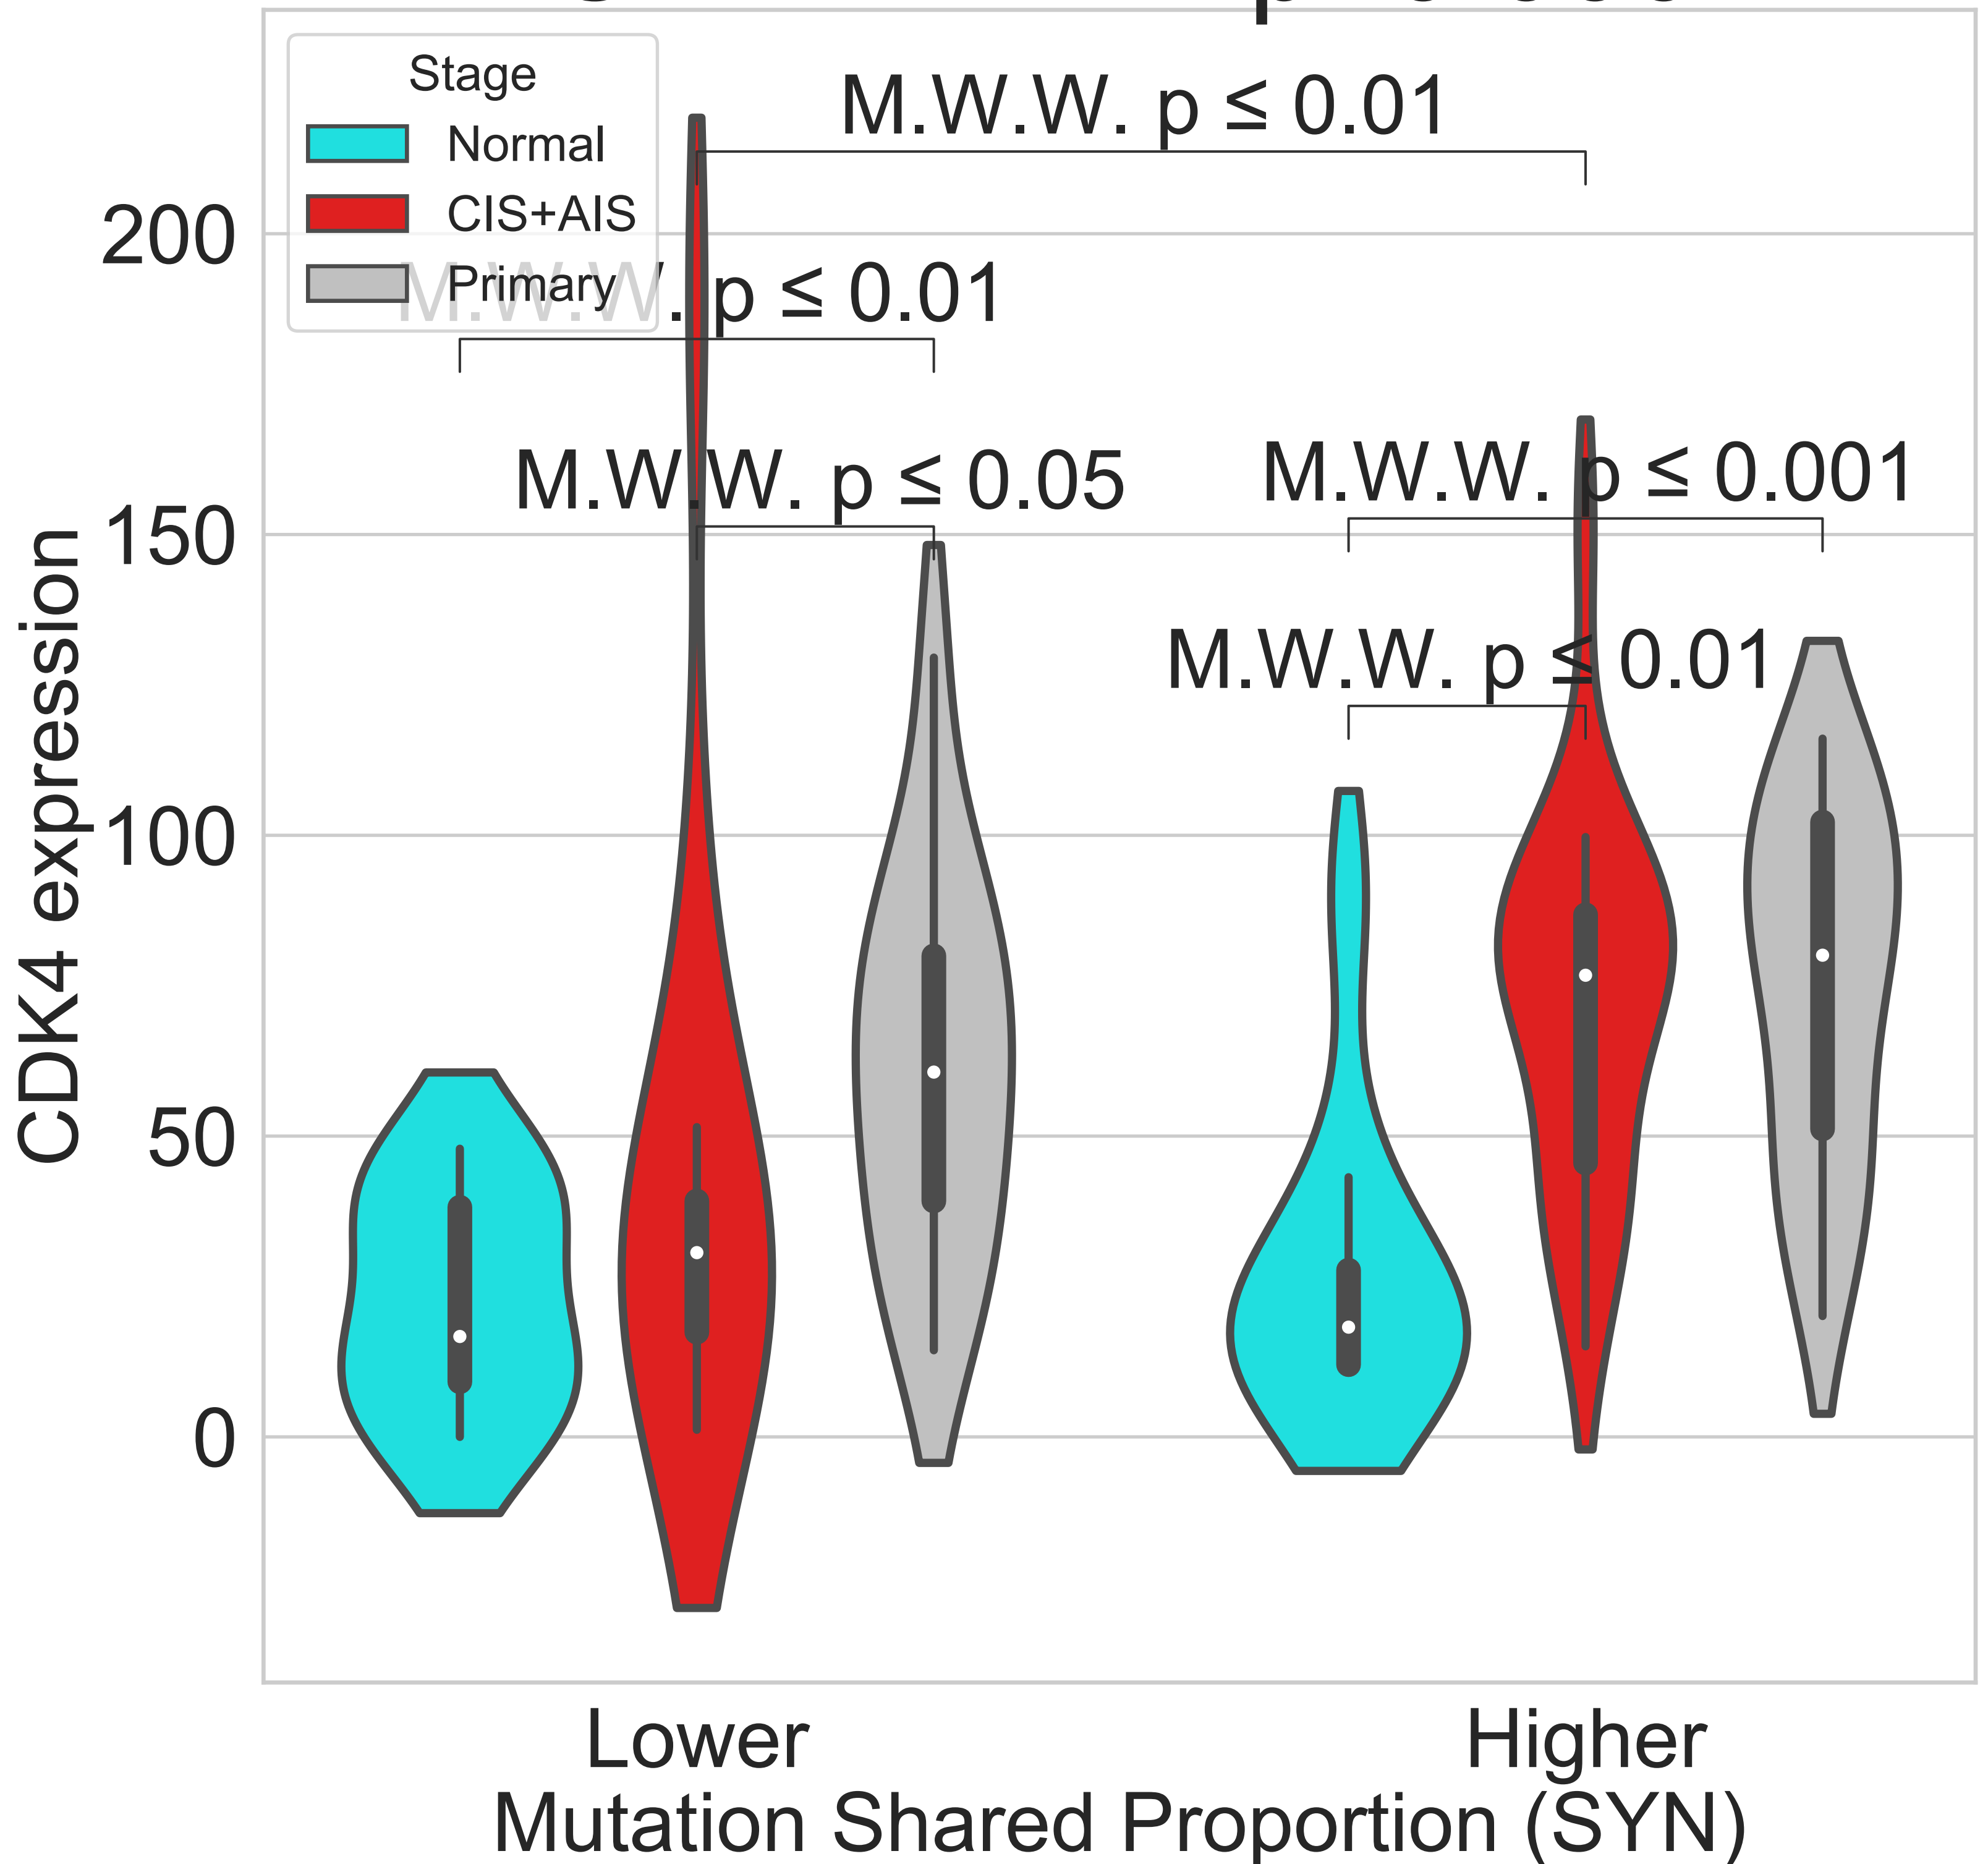 Stage
Normal
CIS+AIS
Primary
M.W.W. p ≤ 0.01
M.W.W. p ≤ 0.01
M.W.W. p ≤ 0.05
M.W.W. p ≤ 0.001
M.W.W. p ≤ 0.01
CDK4 expression
200
150
100
50
0
Lower
Higher
Mutation Shared Proportion (SYN)